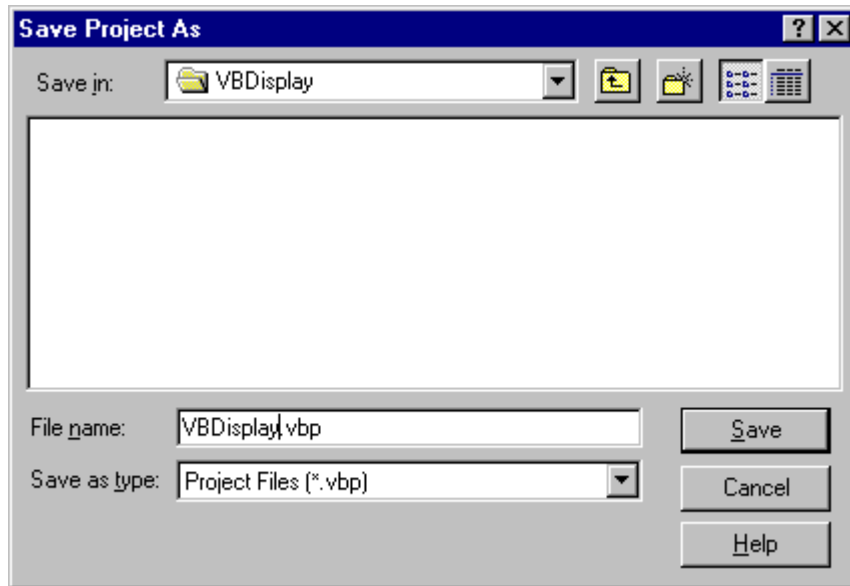 Save Project As
Save in: VBDisplay
File name: VBDisplay.vbp
Save
Save as type: Project Files (*.vbp)
Cancel
Help